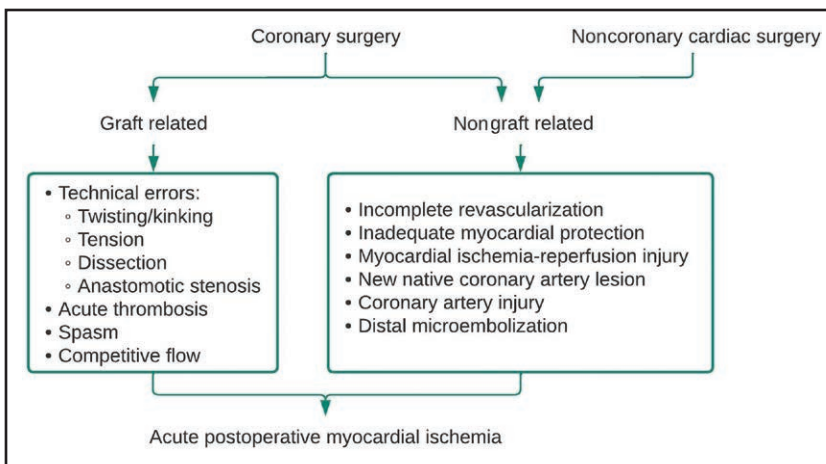 Coronary surgery
Noncoronary cardiac surgery
Graft related
Nongraft related
• Technical errors:
◦ Twisting/kinking
◦ Tension
◦ Dissection
◦ Anastomotic stenosis
• Acute thrombosis
• Spasm
• Competitive flow
• Incomplete revascularization
• Inadequate myocardial protection
• Myocardial ischemia-reperfusion injury
• New native coronary artery lesion
• Coronary artery injury
• Distal microembolization
Acute postoperative myocardial ischemia